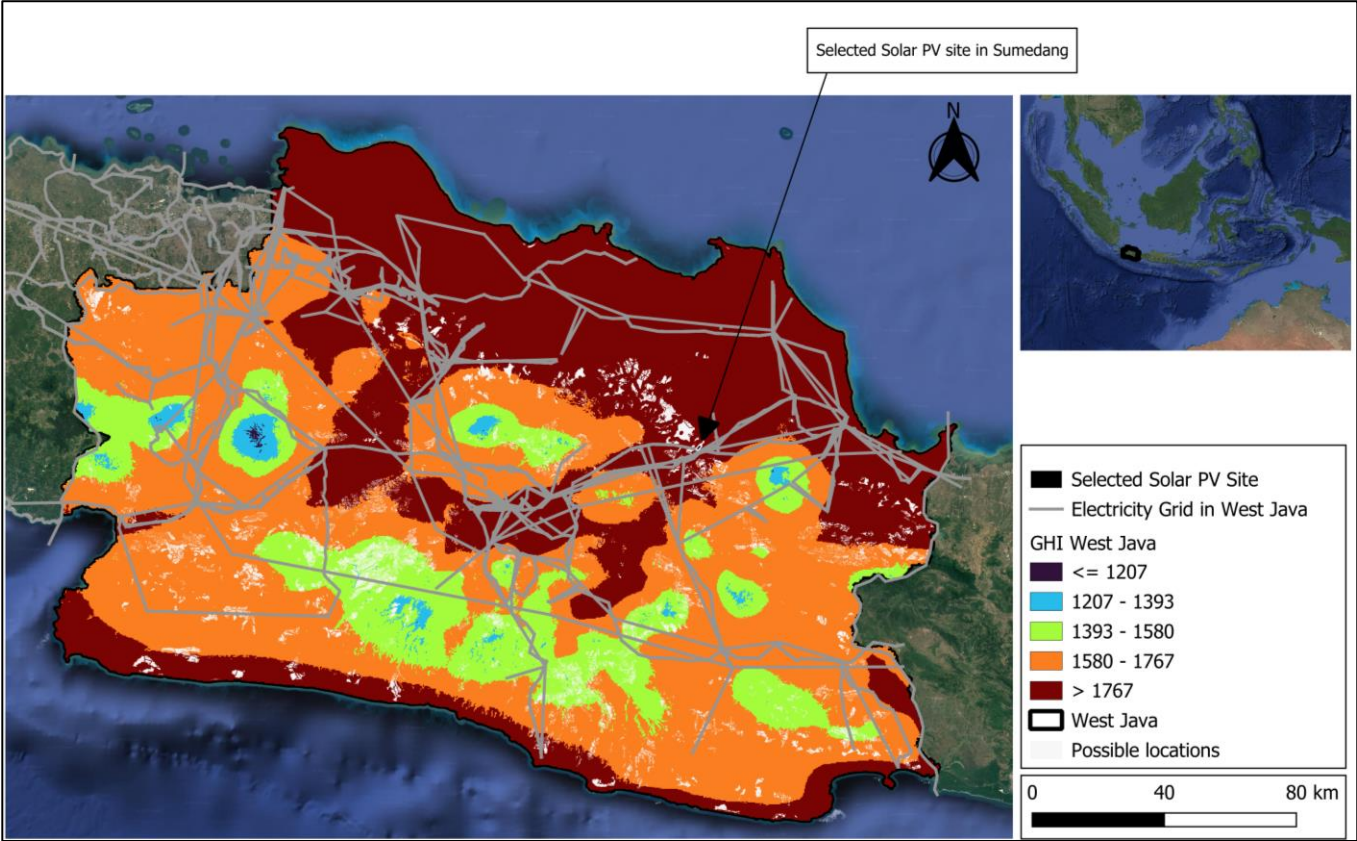 Selected Solar PV site in Sumedang
N
Selected Solar PV Site
Electricity Grid in West Java
GHI West Java
<= 1207
1207 - 1393
1393 - 1580
1580 - 1767
> 1767
West Java
Possible locations
0 40 80 km